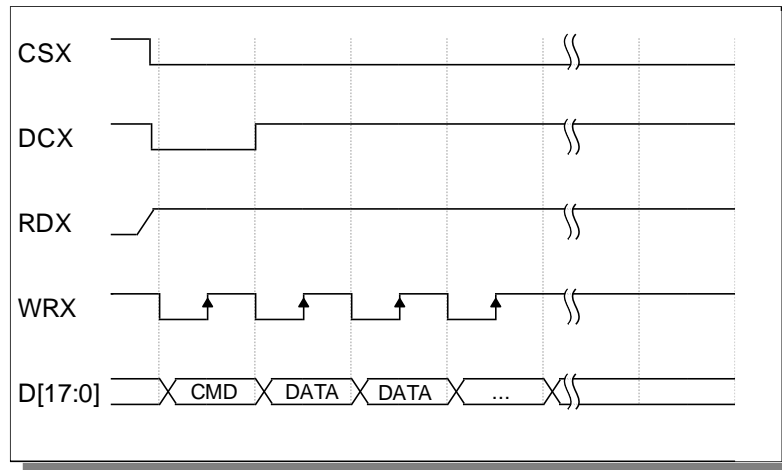 CSX
DCX
RDX
WRX
D[17:0] CMD DATA DATA ...